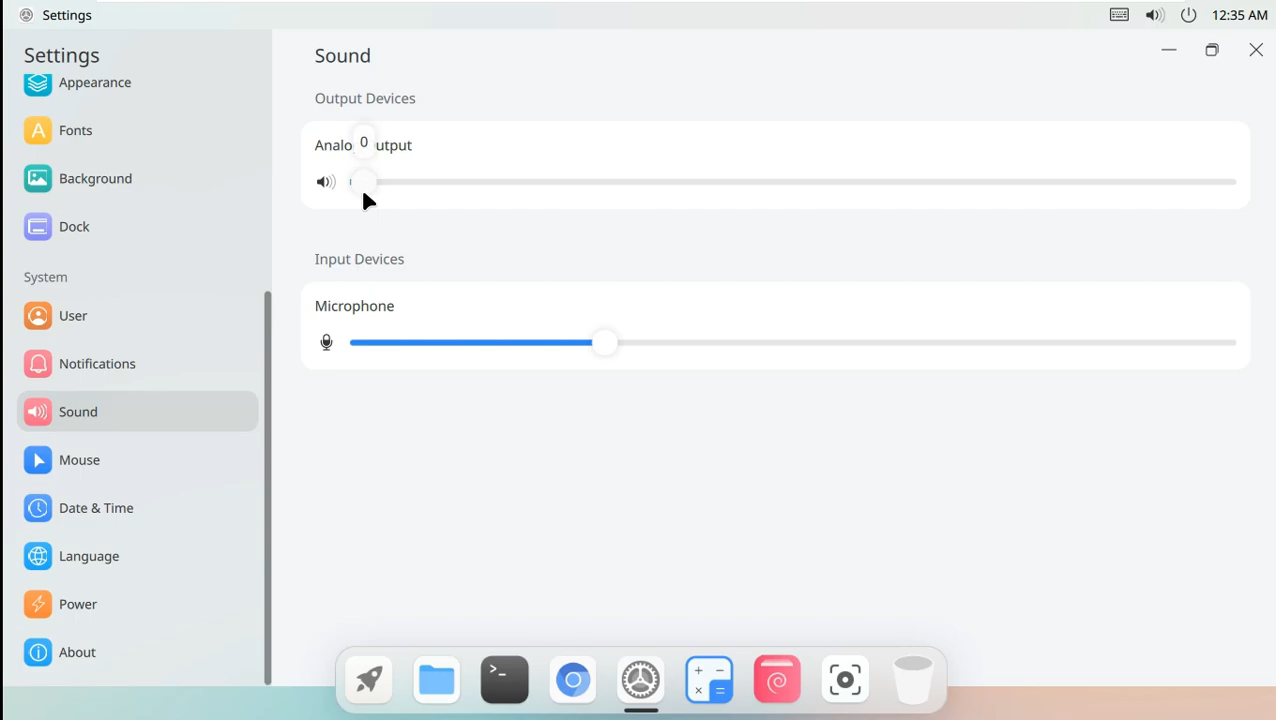 Settings
12:35 AM
Settings
Appearance
Fonts
Background
Dock
System
User
Notifications
Sound
Mouse
Date & Time
Language
Power
About
Sound
Output Devices
0
Analo utput
Input Devices
Microphone
A
>_